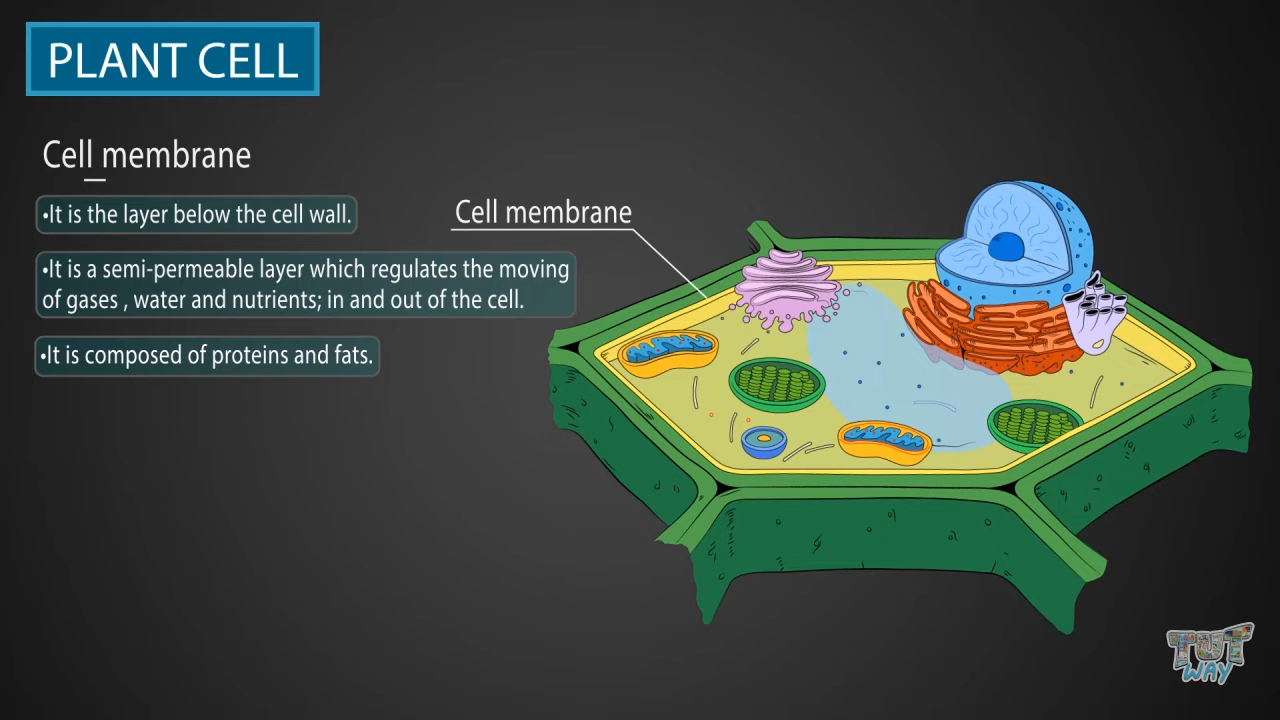 PLANT CELL
Cell membrane
•It is the layer below the cell wall.
•It is a semi-permeable layer which regulates the moving
of gases , water and nutrients; in and out of the cell.
•It is composed of proteins and fats.
Cell membrane
TUT
WAY